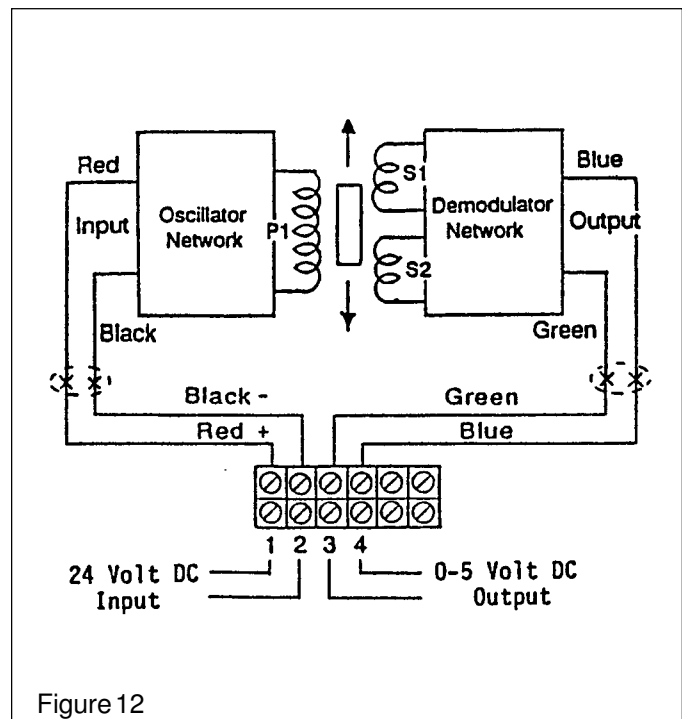 Red
Blue
Input
Oscillator
Network
P1
S1
S2
Demodulator
Network
Output
Black
Green
Black -
Green
Red +
Blue
1 2 3 4
24 Volt DC
Input
0-5 Volt DC
Output
Figure 12